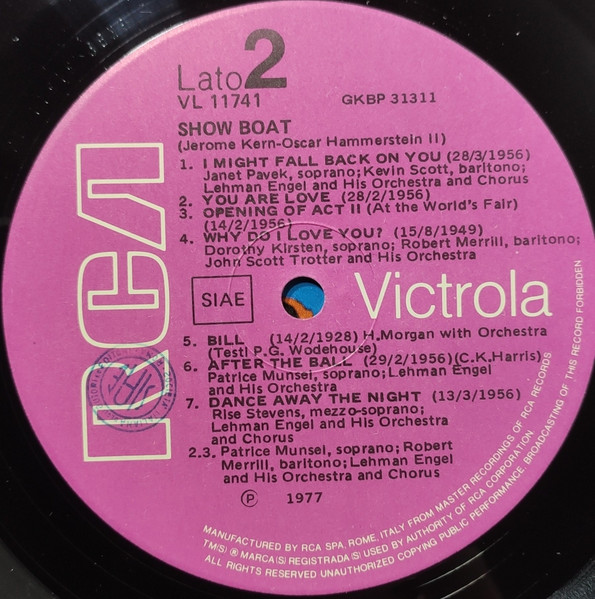 Lato 2
VL 11741
GKBP 31311
SHOW BOAT
(Jerome Kern-Oscar Hammerstein II)
1. I MIGHT FALL BACK ON YOU (28/3/1956)
Janet Pavek, soprano; Kevin Scott, baritono;
Lehman Engel and His Orchestra and Chorus
2. YOU ARE LOVE (28/2/1956)
3. OPENING OF ACT II (At the World's Fair)
(14/2/1956)
4. WHY DO I LOVE YOU? (15/8/1949)
Dorothy Kirsten, soprano; Robert Merrill, baritono;
John Scott Trotter and His Orchestra
RCA
SIAE
Victrola
5. BILL (14/2/1928) H.Morgan with Orchestra
(Testi P.G. Wodehouse)
6. AFTER THE BALL (29/2/1956)(C.K.Harris)
Patrice Munsel, soprano; Lehman Engel
and His Orchestra
7. DANCE AWAY THE NIGHT (13/3/1956)
Rise Stevens, mezzo-soprano;
Lehman Engel and His Orchestra
and Chorus
2.3. Patrice Munsel, soprano; Robert
Merrill, baritono; Lehman Engel
and His Orchestra and Chorus
℗ 1977
MANUFACTURED BY RCA SPA, ROME, ITALY FROM MASTER RECORDINGS OF RCA RECORDS
TM(S) ® MARCA(S) REGISTRADA(S) USED BY AUTHORITY OF RCA CORPORATION
ALL RIGHTS RESERVED UNAUTHORIZED COPYING PUBLIC PERFORMANCE BROADCASTING OF THIS RECORD FORBIDDEN